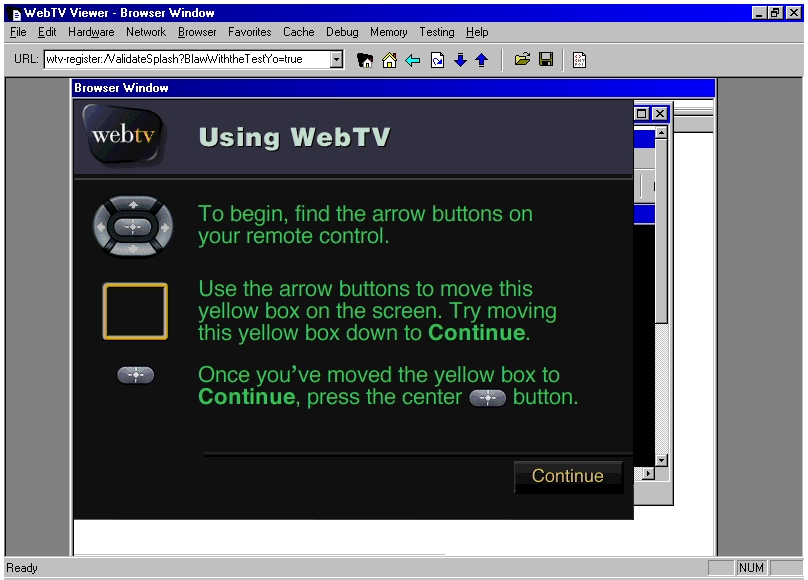 WebTV Viewer - Browser Window
File Edit Hardware Network Browser Favorites Cache Debug Memory Testing Help
URL: wtv-register:/ValidateSplash?BlawWiththeTestYo=true
Browser Window
webtv
Using WebTV
To begin, find the arrow buttons on
your remote control.
Use the arrow buttons to move this
yellow box on the screen. Try moving
this yellow box down to Continue.
Once you've moved the yellow box to
Continue, press the center button.
Continue
Ready NUM